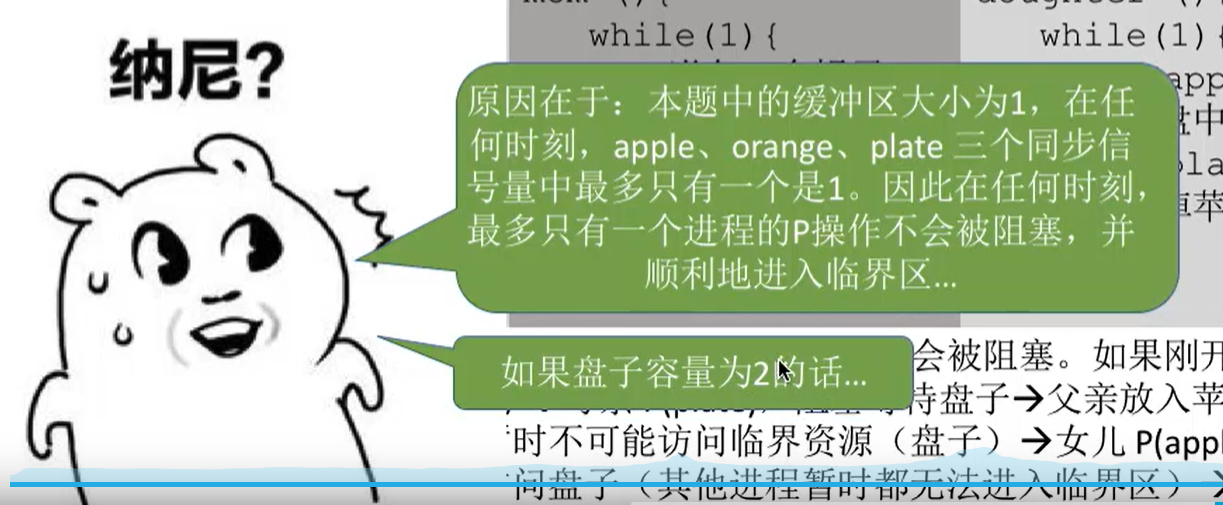 while(1){
while(1){
纳尼?
原因在于：本题中的缓冲区大小为1，在任
何时刻，apple、orange、plate 三个同步信
号量中最多只有一个是1。因此在任何时刻，
最多只有一个进程的P操作不会被阻塞，并
顺利地进入临界区...
如果盘子容量为2的话...
会被阻塞。如果刚开
待盘子→父亲放入苹
时不可能访问临界资源（盘子）→女儿 P(appl
问盘子（其他进程暂时都无法进入临界区）→